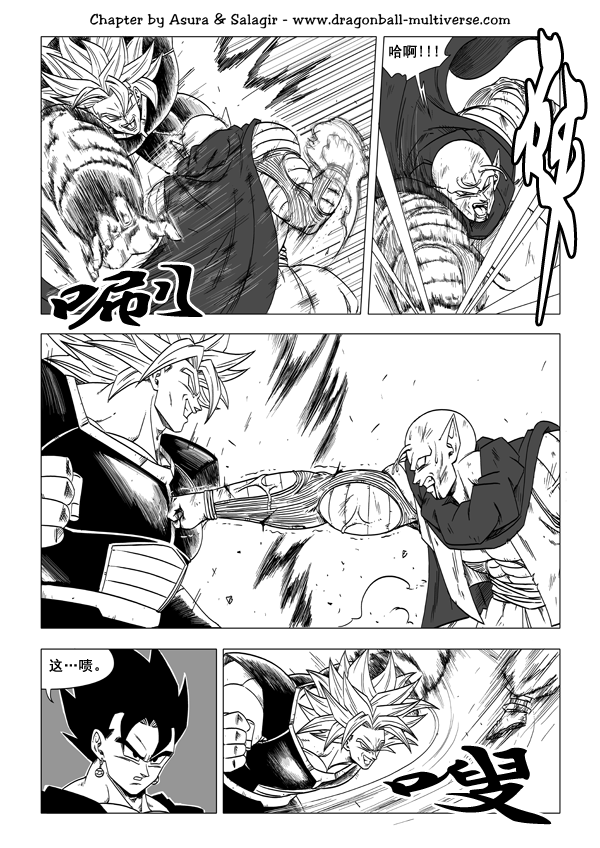 Chapter by Asura & Salagir - www.dragonball-multiverse.com
哈啊!!!
唰
这…啧。
嗖